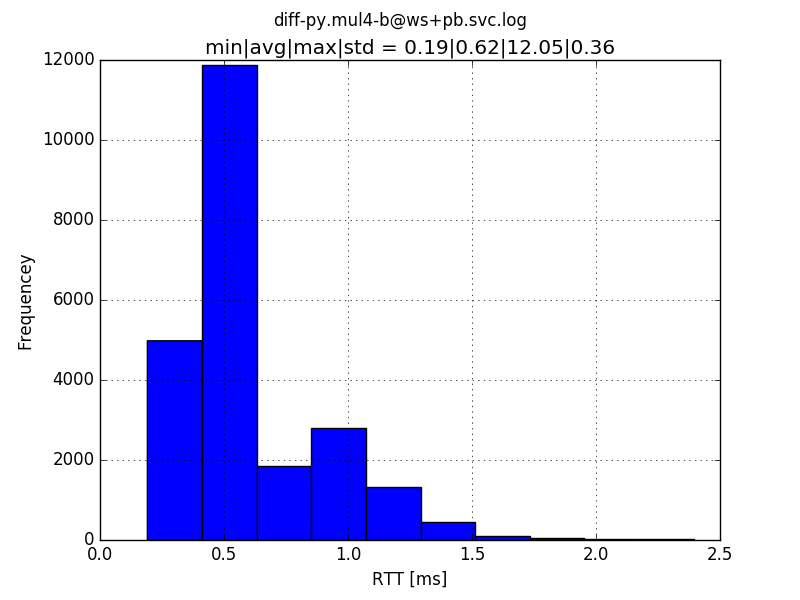 diff-py.mul4-b@ws+pb.svc.log
min|avg|max|std = 0.19|0.62|12.05|0.36
12000
10000
8000
6000
4000
2000
0
Frequencey
0.0 0.5 1.0 1.5 2.0 2.5
RTT [ms]